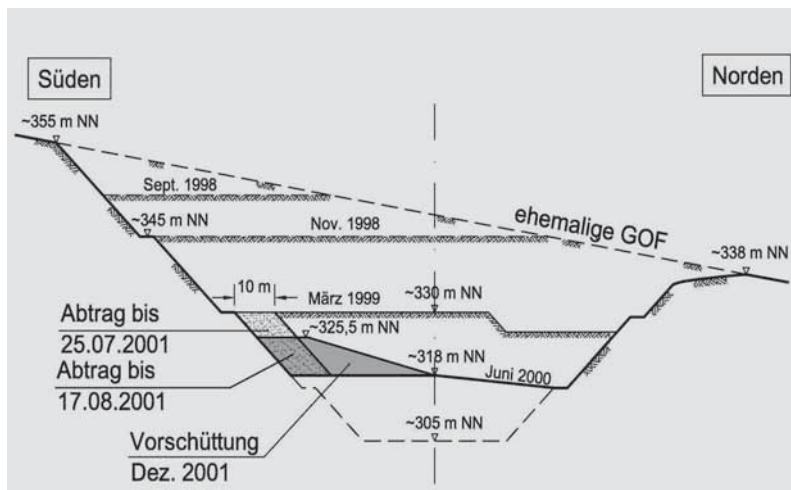 Süden
Norden
~355 m NN
Sept. 1998
~345 m NN
Nov. 1998
ehemalige GOF
~338 m NN
10 m
März 1999
~330 m NN
Abtrag bis
25.07.2001
~325,5 m NN
~318 m NN
Abtrag bis
17.08.2001
Juni 2000
~305 m NN
Vorschüttung
Dez. 2001